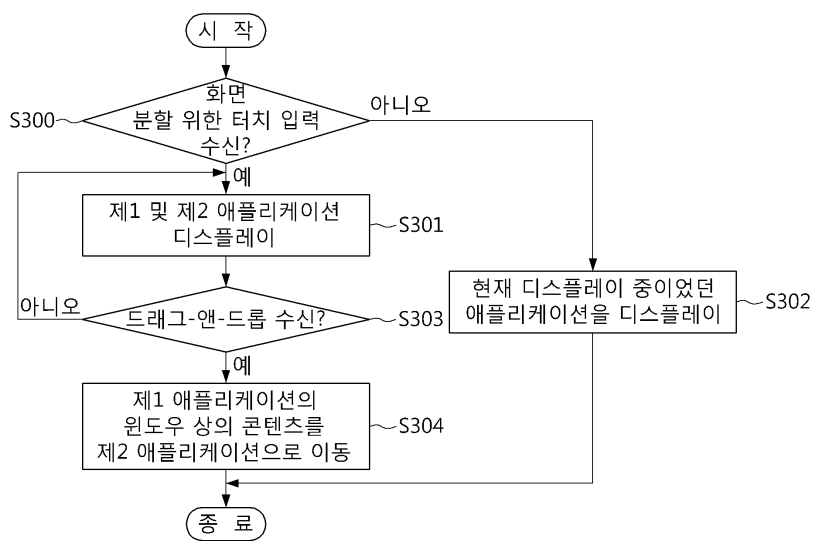 시 작
화면
분할 위한 터치 입력
수신?
S300
아니오
예
제1 및 제2 애플리케이션
디스플레이
S301
현재 디스플레이 중이었던
애플리케이션을 디스플레이
S302
아니오
드래그-앤-드롭 수신?
S303
예
제1 애플리케이션의
윈도우 상의 콘텐츠를
제2 애플리케이션으로 이동
S304
종 료